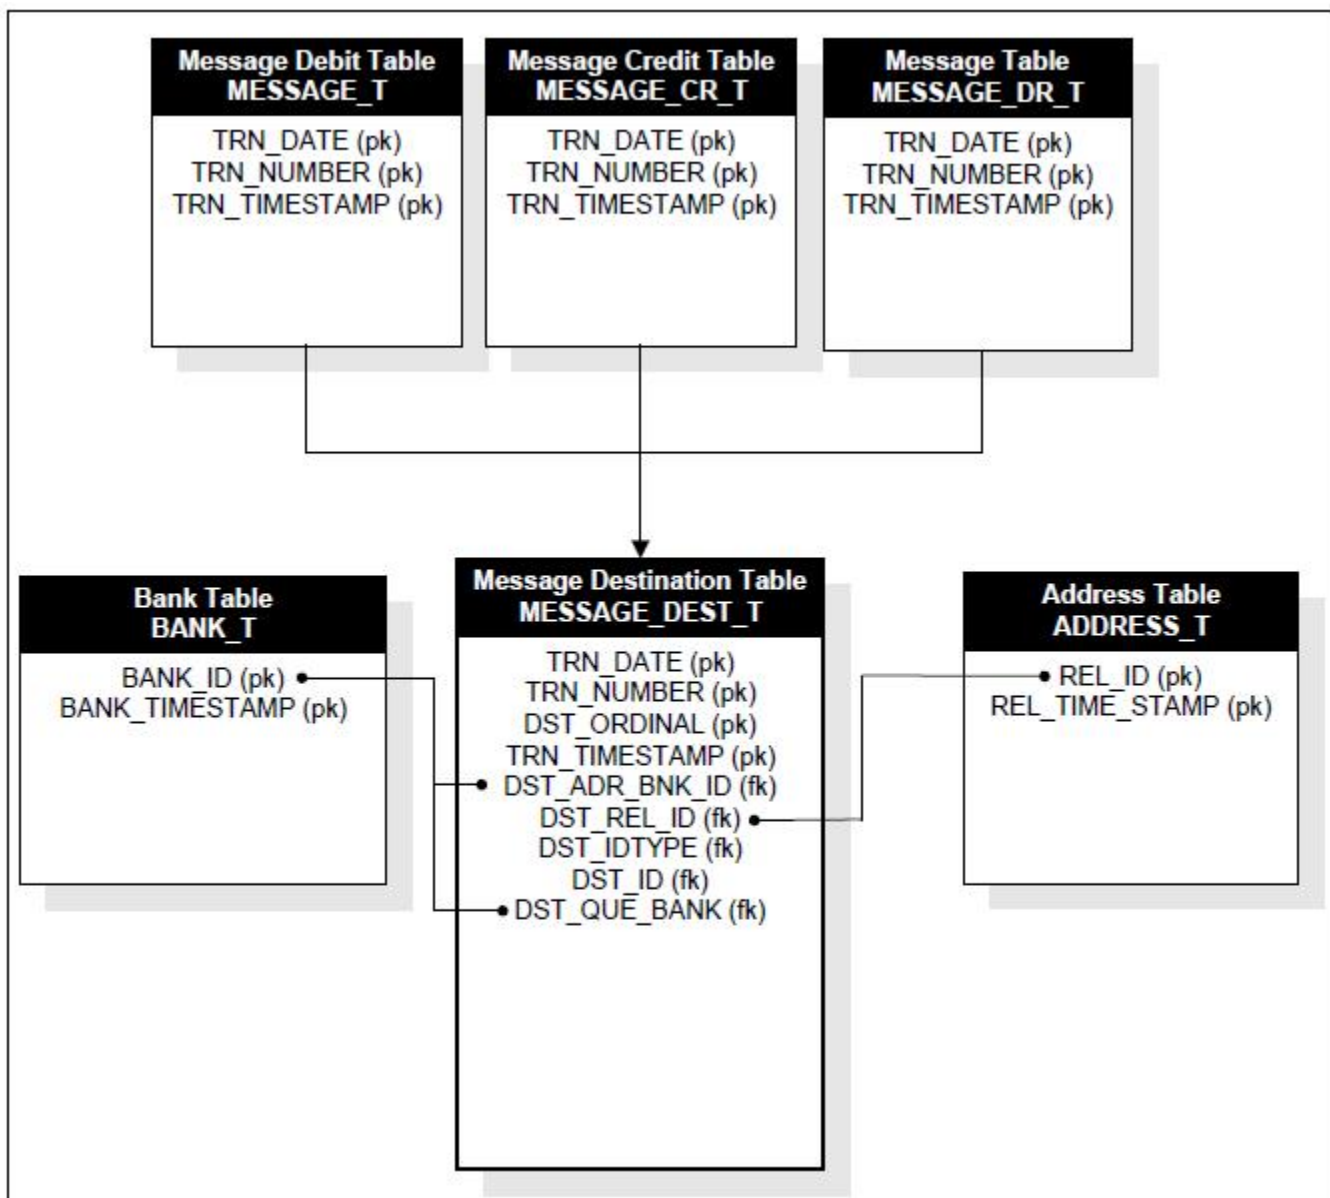 Message Debit Table
MESSAGE_T
TRN_DATE (pk)
TRN_NUMBER (pk)
TRN_TIMESTAMP (pk)
Message Credit Table
MESSAGE_CR_T
TRN_DATE (pk)
TRN_NUMBER (pk)
TRN_TIMESTAMP (pk)
Message Table
MESSAGE_DR_T
TRN_DATE (pk)
TRN_NUMBER (pk)
TRN_TIMESTAMP (pk)
Bank Table
BANK_T
BANK_ID (pk)
BANK_TIMESTAMP (pk)
Message Destination Table
MESSAGE_DEST_T
TRN_DATE (pk)
TRN_NUMBER (pk)
DST_ORDINAL (pk)
TRN_TIMESTAMP (pk)
DST_ADR_BNK_ID (fk)
DST_REL_ID (fk)
DST_IDTYPE (fk)
DST_ID (fk)
DST_QUE_BANK (fk)
Address Table
ADDRESS_T
REL_ID (pk)
REL_TIME_STAMP (pk)